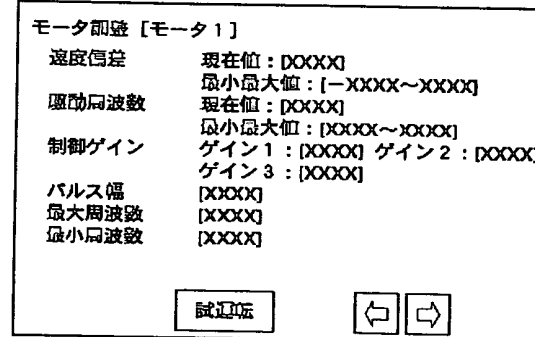 モータ調整 [モータ1]
速度偏差 現在値:[XXXX]
最小最大値:[－XXXX～XXXX]
駆動周波数 現在値:[XXXX]
最小最大値:[XXXX～XXXX]
制御ゲイン ゲイン1:[XXXX] ゲイン2:[XXXX]
ゲイン3:[XXXX]
パルス幅 [XXXX]
最大周波数 [XXXX]
最小周波数 [XXXX]
試運転